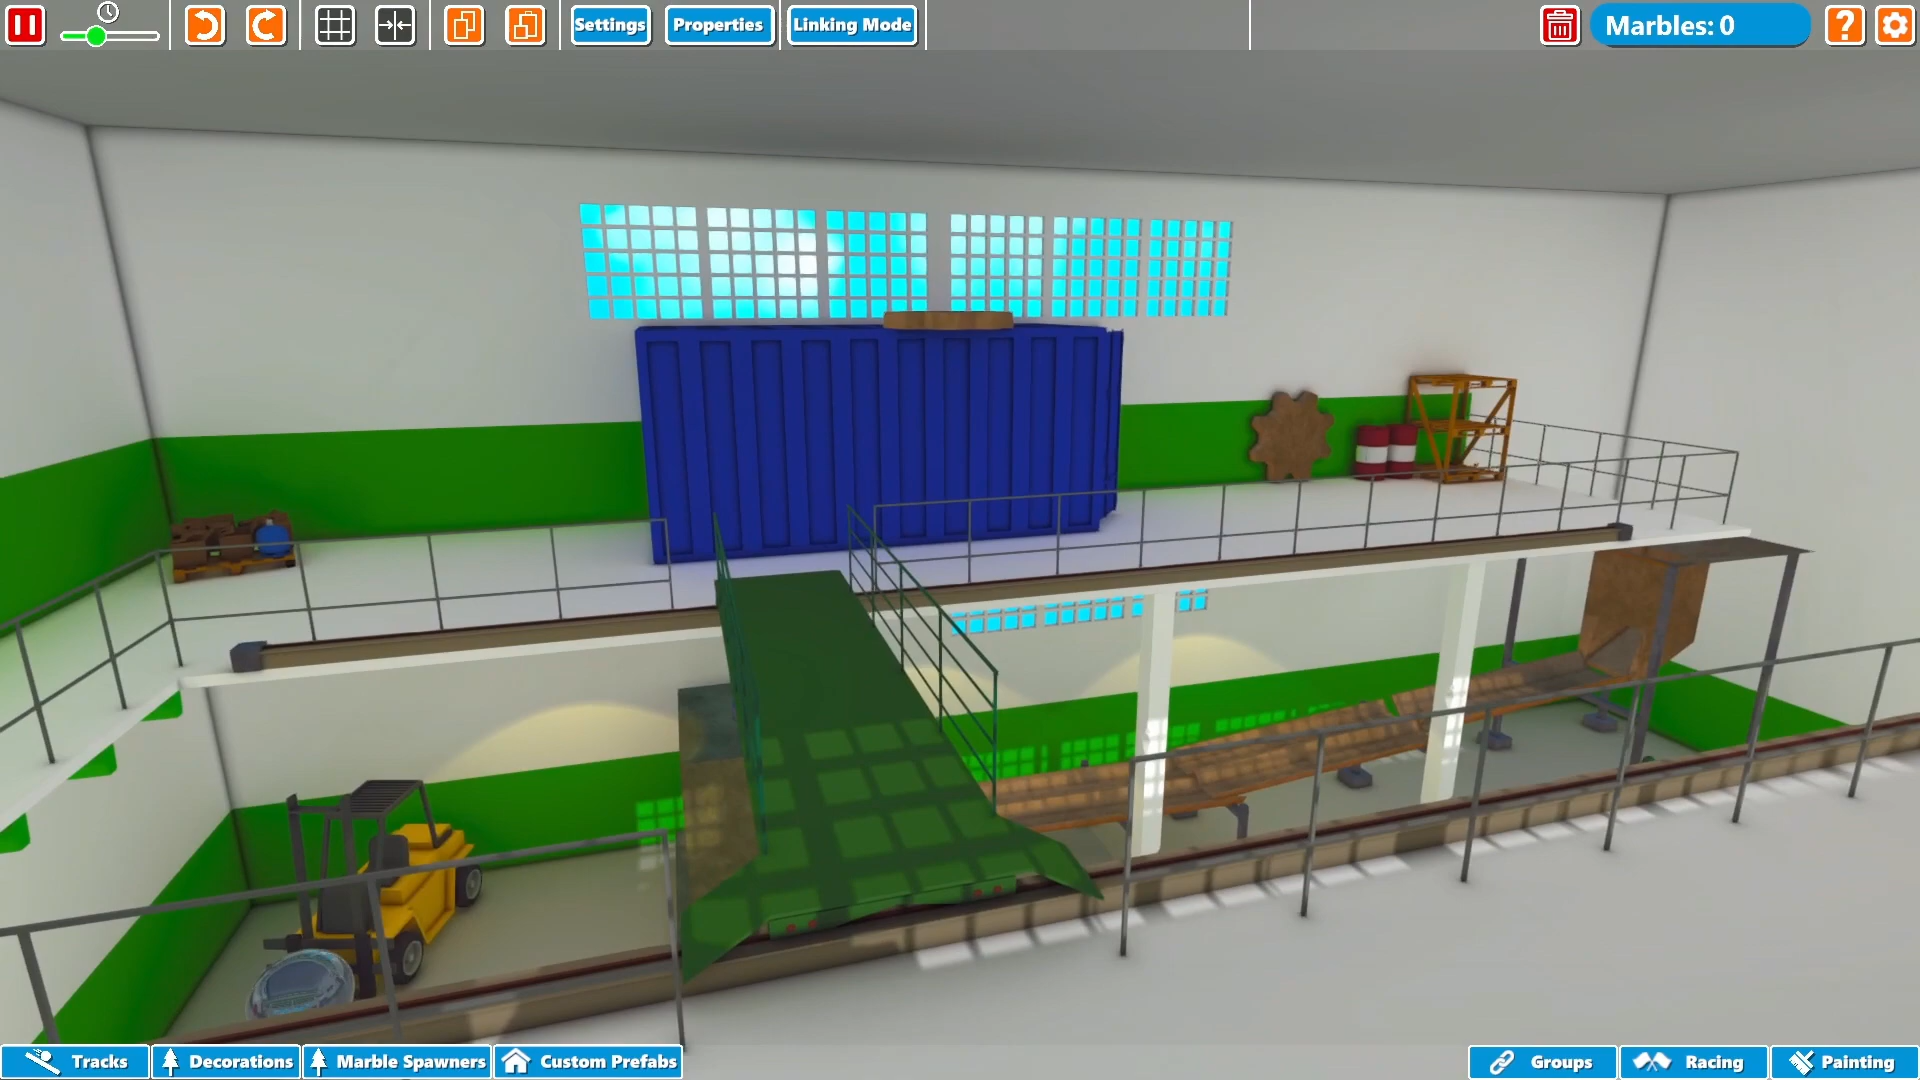 Settings Properties Linking Mode Marbles: 0 ?
Tracks Decorations Marble Spawners Custom Prefabs Groups Racing Painting